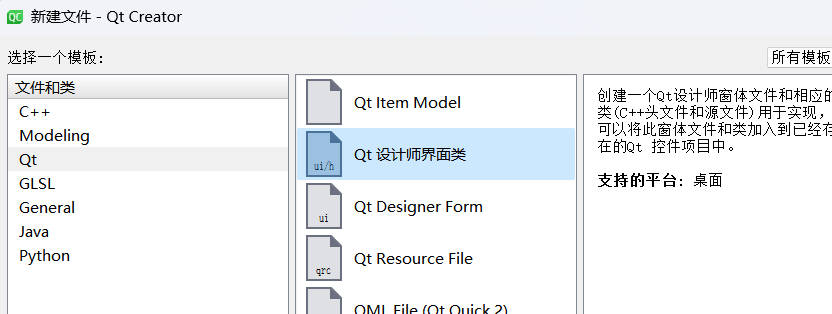 QC 新建文件 - Qt Creator
选择一个模板:
所有模板
文件和类
C++
Modeling
Qt
GLSL
General
Java
Python
Qt Item Model
ui/h
Qt 设计师界面类
ui
Qt Designer Form
qrc
Qt Resource File
QML File (Qt Quick 2)
创建一个Qt设计师窗体文件和相应的
类(C++头文件和源文件)用于实现,
可以将此窗体文件和类加入到已经存
在的Qt 控件项目中。
支持的平台: 桌面